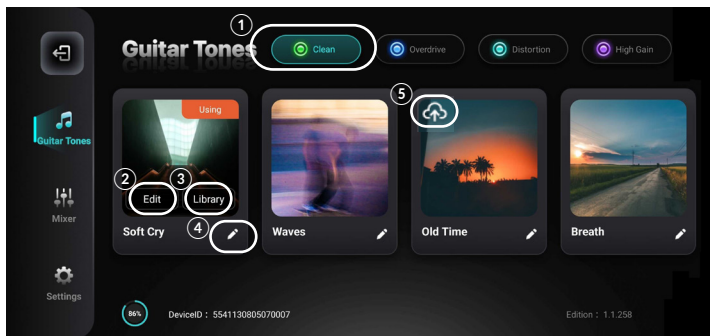 ①
Guitar Tones
Clean
Overdrive
Distortion
High Gain
Guitar Tones
Mixer
Settings
Using
② Edit
③ Library
④
Soft Cry
Waves
⑤
Old Time
Breath
86%
DeviceID : 5541130805070007
Edition : 1.1.258